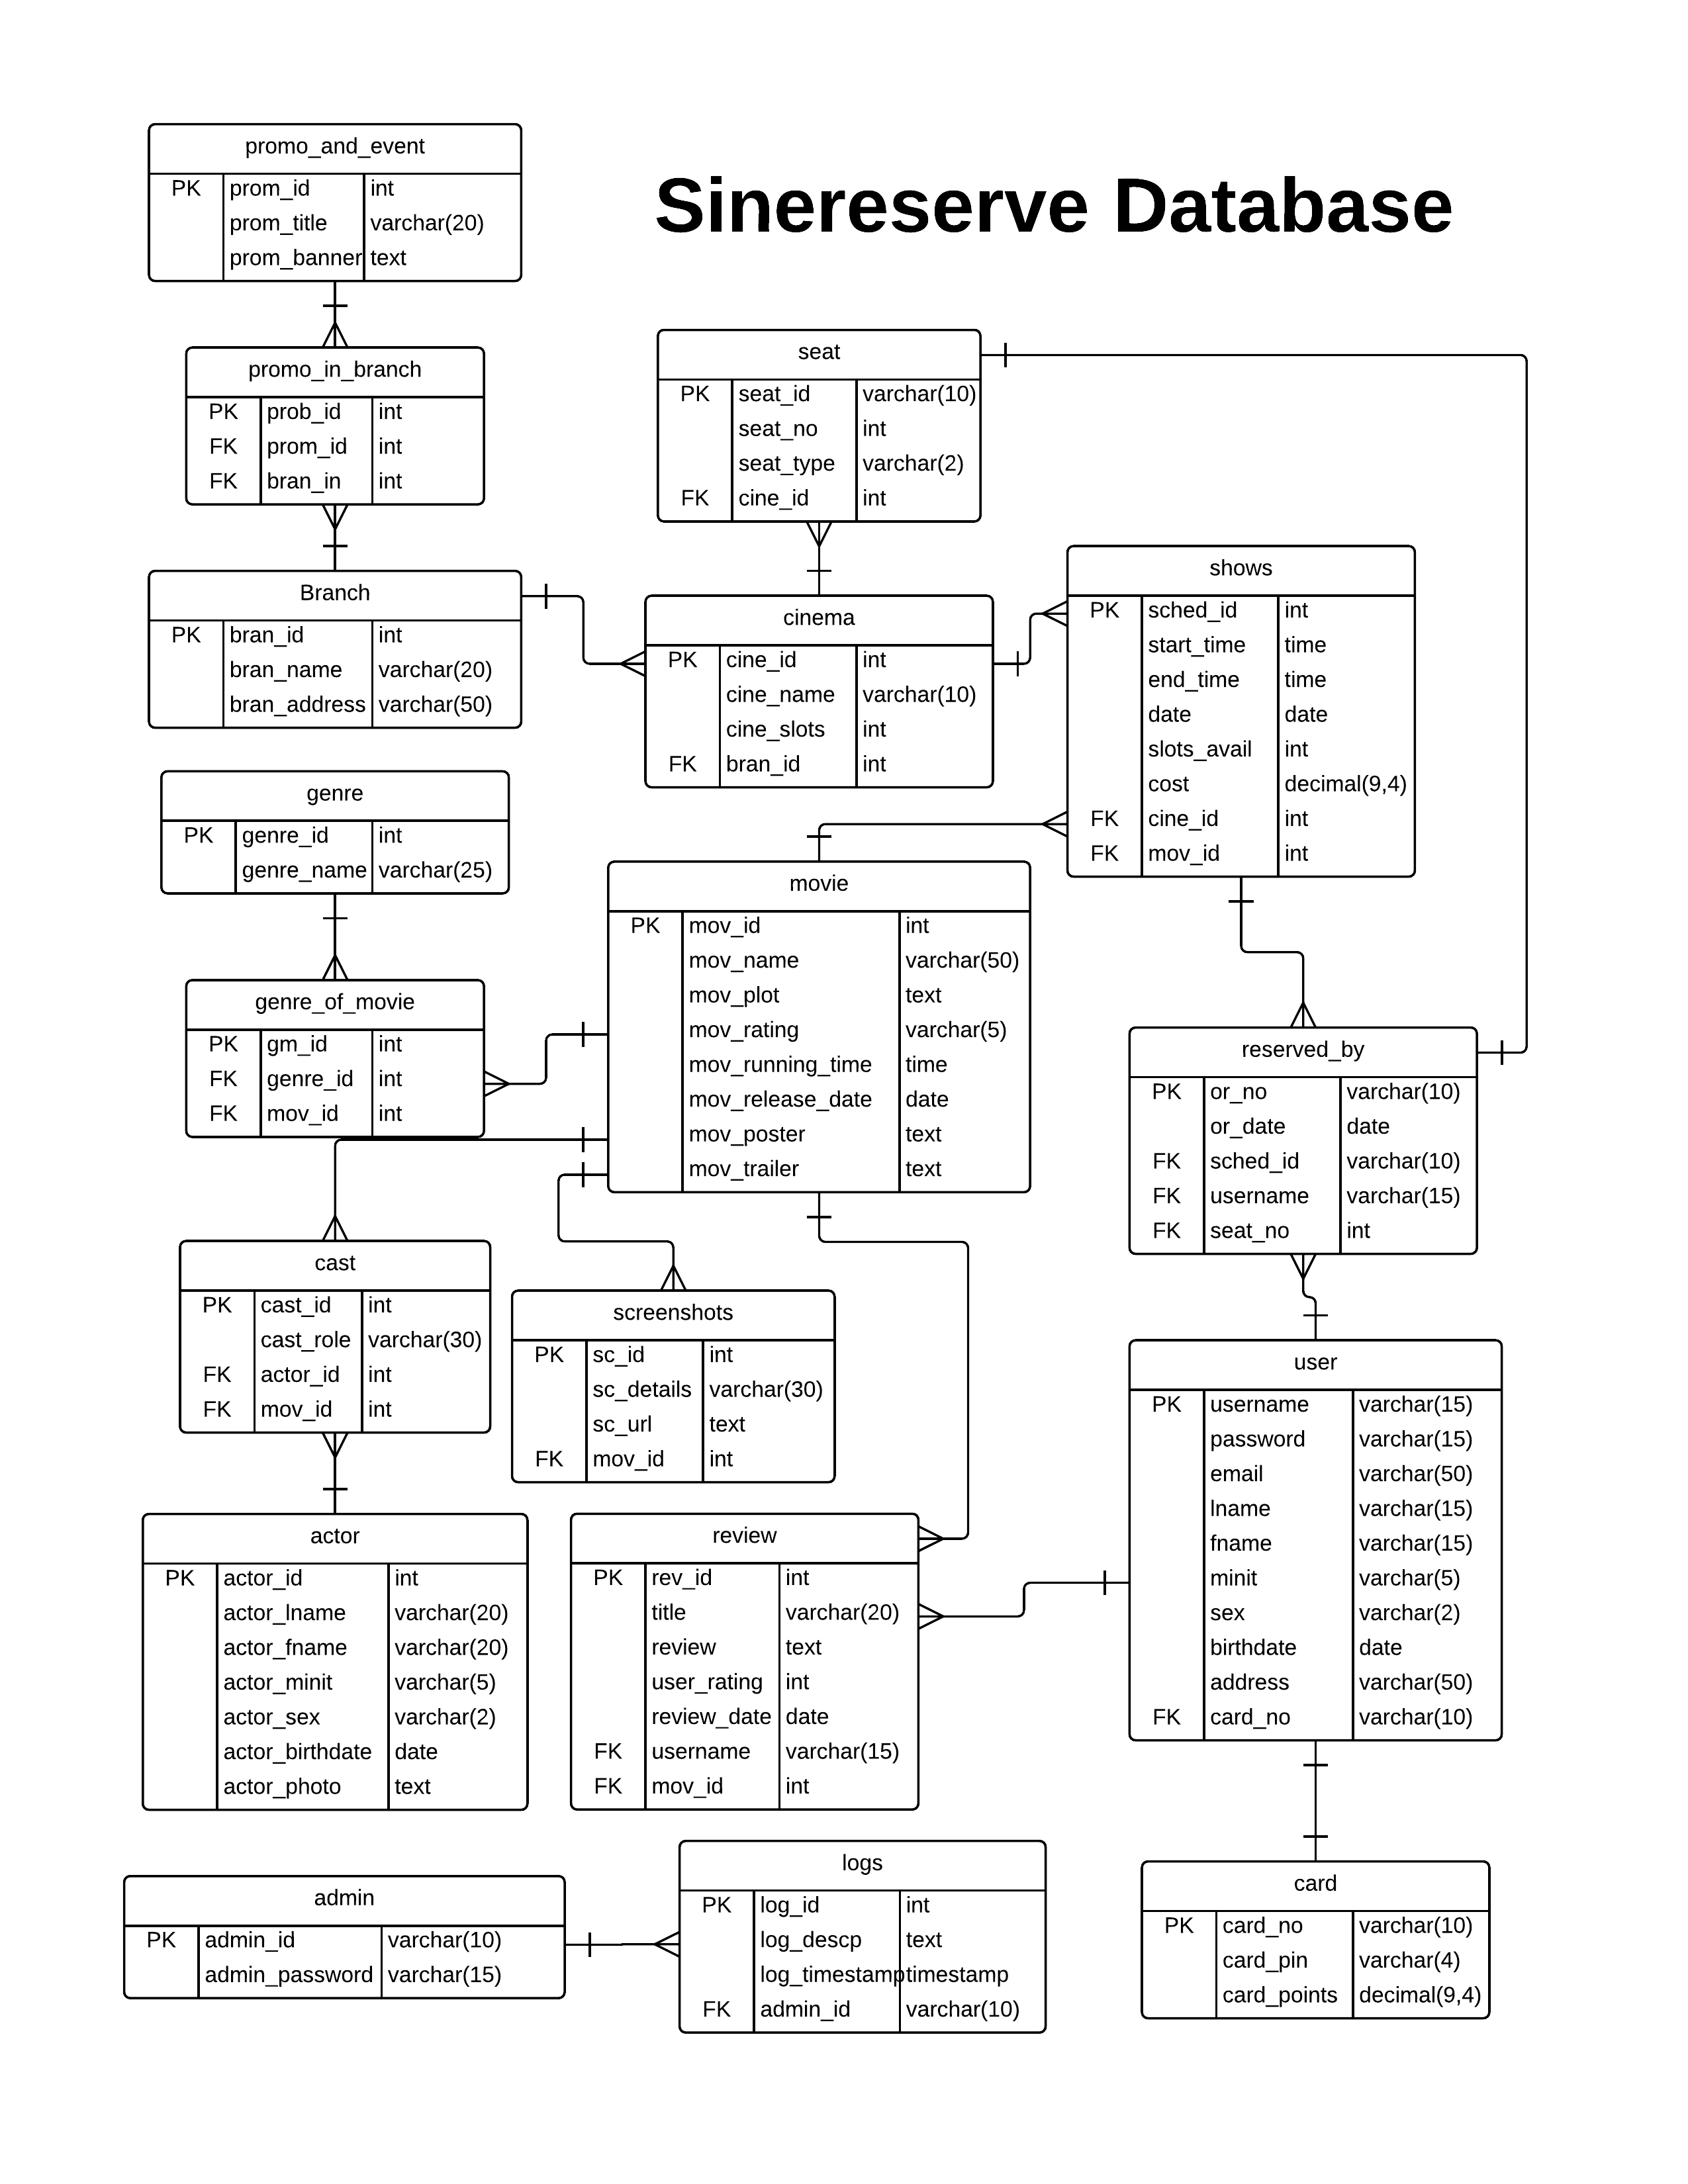 Sinereserve Database
promo_and_event
PK prom_id int
prom_title varchar(20)
prom_banner text
promo_in_branch
PK prob_id int
FK prom_id int
FK bran_in int
Branch
PK bran_id int
bran_name varchar(20)
bran_address varchar(50)
seat
PK seat_id varchar(10)
seat_no int
seat_type varchar(2)
FK cine_id int
cinema
PK cine_id int
cine_name varchar(10)
cine_slots int
FK bran_id int
shows
PK sched_id int
start_time time
end_time time
date date
slots_avail int
cost decimal(9,4)
FK cine_id int
FK mov_id int
genre
PK genre_id int
genre_name varchar(25)
genre_of_movie
PK gm_id int
FK genre_id int
FK mov_id int
movie
PK mov_id int
mov_name varchar(50)
mov_plot text
mov_rating varchar(5)
mov_running_time time
mov_release_date date
mov_poster text
mov_trailer text
reserved_by
PK or_no varchar(10)
or_date date
FK sched_id varchar(10)
FK username varchar(15)
FK seat_no int
cast
PK cast_id int
cast_role varchar(30)
FK actor_id int
FK mov_id int
screenshots
PK sc_id int
sc_details varchar(30)
sc_url text
FK mov_id int
user
PK username varchar(15)
password varchar(15)
email varchar(50)
lname varchar(15)
fname varchar(15)
minit varchar(5)
sex varchar(2)
birthdate date
address varchar(50)
FK card_no varchar(10)
actor
PK actor_id int
actor_lname varchar(20)
actor_fname varchar(20)
actor_minit varchar(5)
actor_sex varchar(2)
actor_birthdate date
actor_photo text
review
PK rev_id int
title varchar(20)
review text
user_rating int
review_date date
FK username varchar(15)
FK mov_id int
admin
PK admin_id varchar(10)
admin_password varchar(15)
logs
PK log_id int
log_descp text
log_timestamp timestamp
FK admin_id varchar(10)
card
PK card_no varchar(10)
card_pin varchar(4)
card_points decimal(9,4)